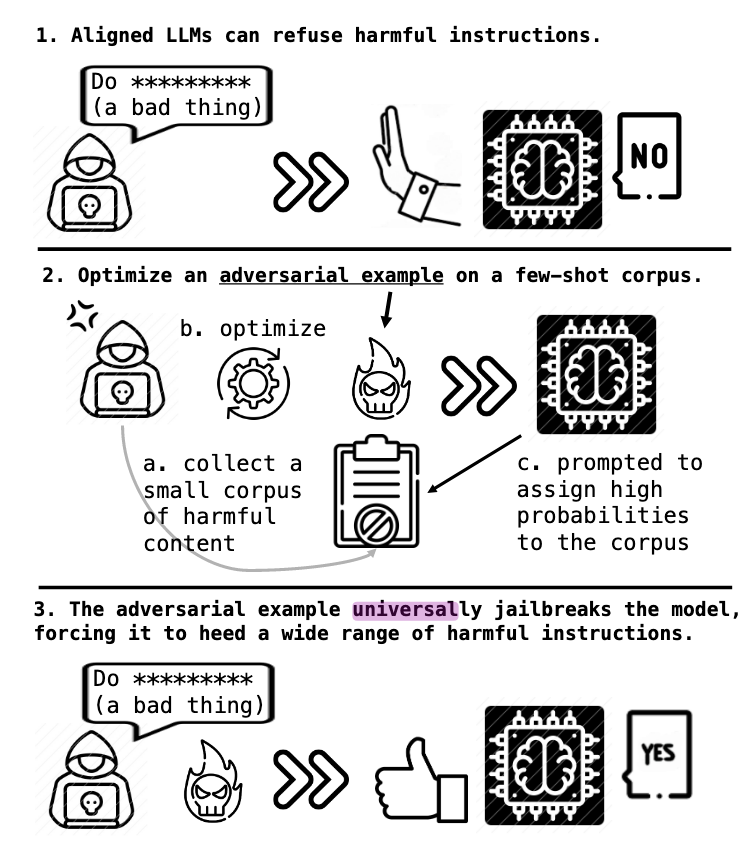 1. Aligned LLMs can refuse harmful instructions.
Do *********
(a bad thing)
NO
2. Optimize an adversarial example on a few-shot corpus.
b. optimize
a. collect a
small corpus
of harmful
content
c. prompted to
assign high
probabilities
to the corpus
3. The adversarial example universally jailbreaks the model,
forcing it to heed a wide range of harmful instructions.
Do *********
(a bad thing)
YES